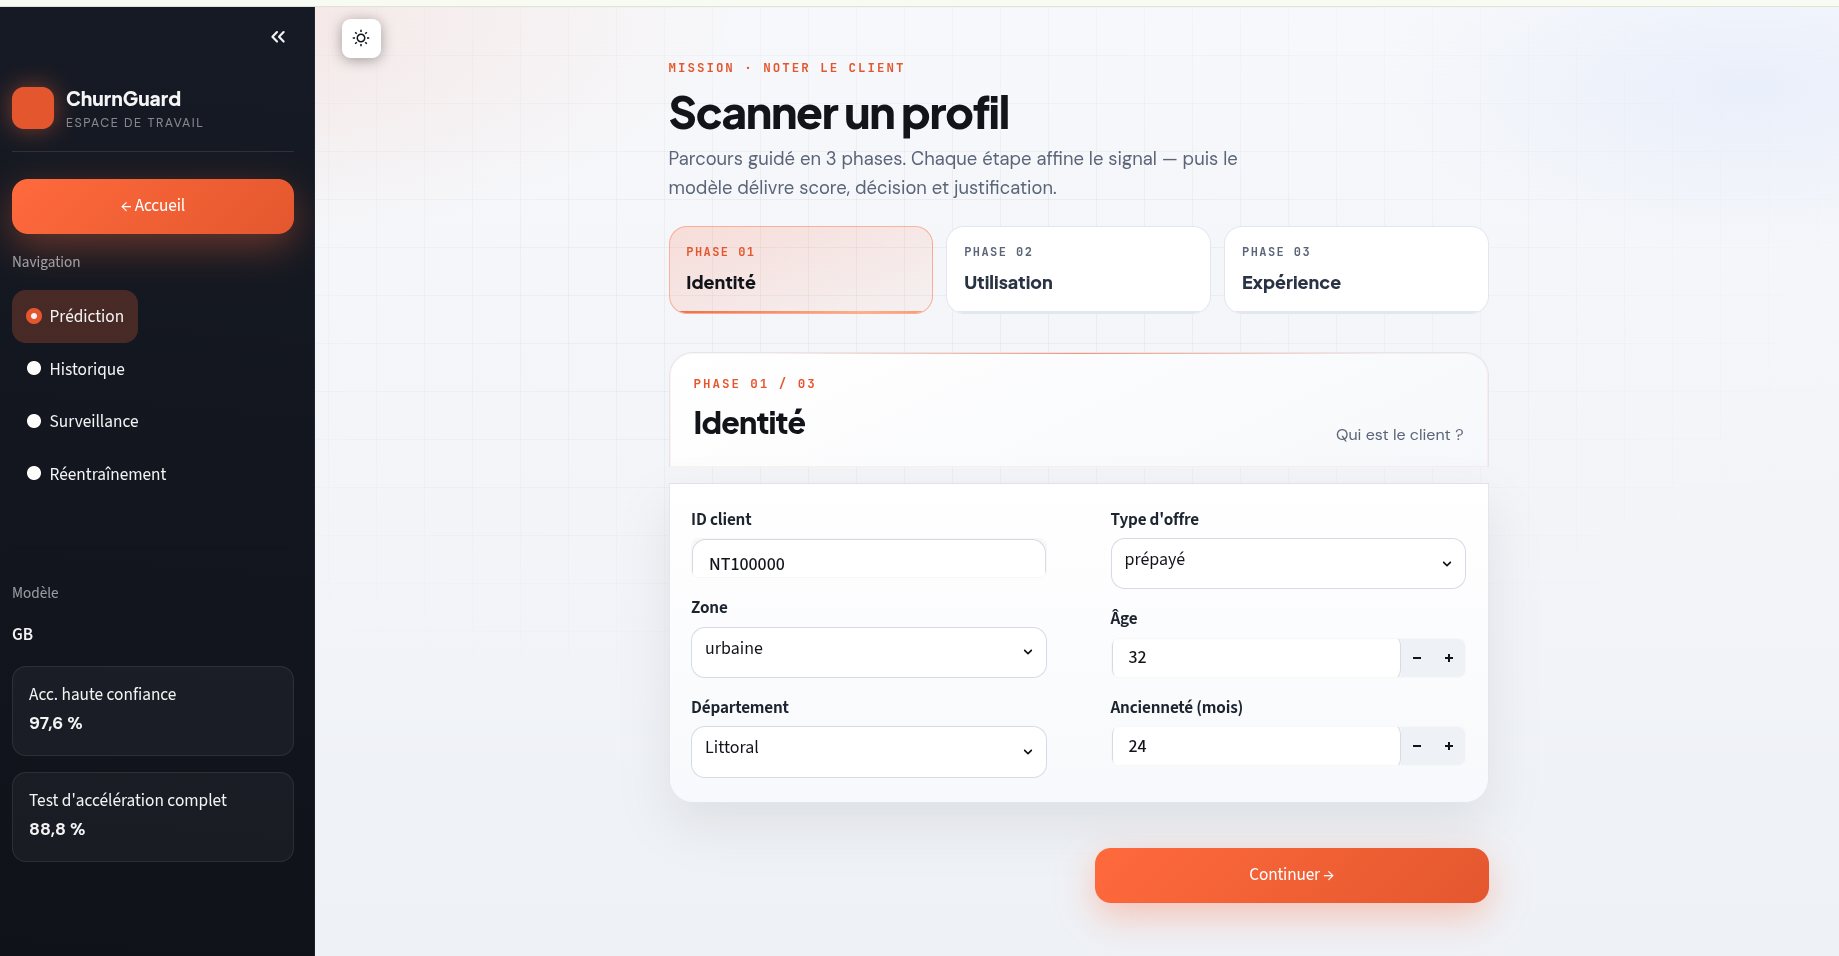 ChurnGuard
ESPACE DE TRAVAIL
← Accueil
Navigation
Prédiction
Historique
Surveillance
Réentraînement
Modèle
GB
Acc. haute confiance
97,6 %
Test d'accélération complet
88,8 %
MISSION · NOTER LE CLIENT
Scanner un profil
Parcours guidé en 3 phases. Chaque étape affine le signal — puis le
modèle délivre score, décision et justification.
PHASE 01
Identité
PHASE 02
Utilisation
PHASE 03
Expérience
PHASE 01 / 03
Identité
Qui est le client ?
ID client
NT100000
Zone
urbaine
Département
Littoral
Type d'offre
prépayé
Âge
32
Ancienneté (mois)
24
Continuer →